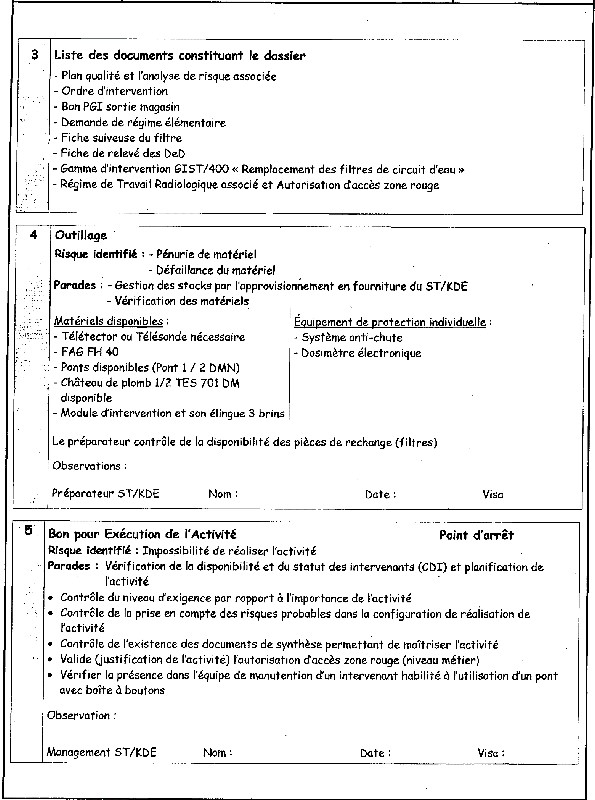 3 Liste des documents constituant le dossier
- Plan qualité et l'analyse de risque associée
- Ordre d'intervention
- Bon PGI sortie magasin
- Demande de régime élémentaire
- Fiche suiveuse du filtre
- Fiche de relevé des DeD
- Gamme d'intervention GIST/400 « Remplacement des filtres de circuit d'eau »
- Régime de Travail Radiologique associé et Autorisation d'accès zone rouge
4 Outillage
Risque identifié : - Pénurie de matériel
- Défaillance du matériel
Parades : - Gestion des stocks par l'approvisionnement en fourniture du ST/KDE
- Vérification des matériels
Matériels disponibles :
- Télétector ou Télésonde nécessaire
- FAG FH 40
- Ponts disponibles (Pont 1 / 2 DMN)
- Château de plomb 1/2 TES 701 DM
disponible
- Module d'intervention et son élingue 3 brins
Équipement de protection individuelle :
- Système anti-chute
- Dosimètre électronique
Le préparateur contrôle de la disponibilité des pièces de rechange (filtres)
Observations :
Préparateur ST/KDE Nom : Date : Visa
5 Bon pour Exécution de l'Activité Point d'arrêt
Risque identifié : Impossibilité de réaliser l'activité
Parades : Vérification de la disponibilité et du statut des intervenants (CDI) et planification de
l'activité
• Contrôle du niveau d'exigence par rapport à l'importance de l'activité
• Contrôle de la prise en compte des risques probables dans la configuration de réalisation de
l'activité
• Contrôle de l'existence des documents de synthèse permettant de maîtriser l'activité
• Valide (justification de l'activité) l'autorisation d'accès zone rouge (niveau métier)
• Vérifier la présence dans l'équipe de manutention d'un intervenant habilité à l'utilisation d'un pont
avec boîte à boutons
Observation :
Management ST/KDE Nom : Date : Visa :